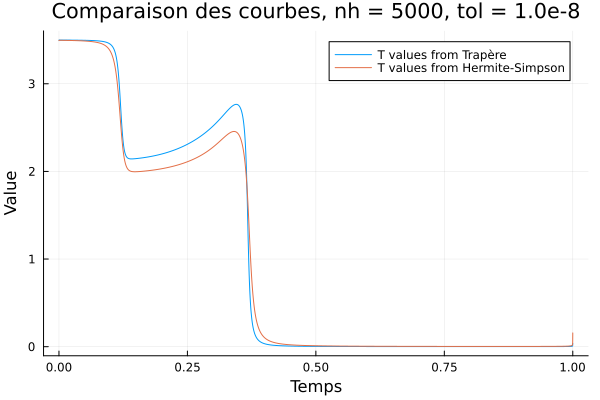 Comparaison des courbes, nh = 5000, tol = 1.0e-8
T values from Trapère
T values from Hermite-Simpson
Value
3
2
1
0
0.00
0.25
0.50
0.75
1.00
Temps